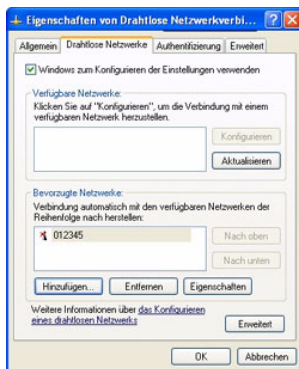 Eigenschaften von Drahtlose Netzwerkverbi...
Allgemein Drahtlose Netzwerke Authentifizierung Erweitert
Windows zum Konfigurieren der Einstellungen verwenden
Verfügbare Netzwerke:
Klicken Sie auf "Konfigurieren", um die Verbindung mit einem
verfügbaren Netzwerk herzustellen.
Konfigurieren
Aktualisieren
Bevorzugte Netzwerke:
Verbindung automatisch mit den verfügbaren Netzwerken der
Reihenfolge nach herstellen:
012345
Nach oben
Nach unten
Hinzufügen... Entfernen Eigenschaften
Weitere Informationen über das Konfigurieren
eines drahtlosen Netzwerks
Erweitert
OK Abbrechen